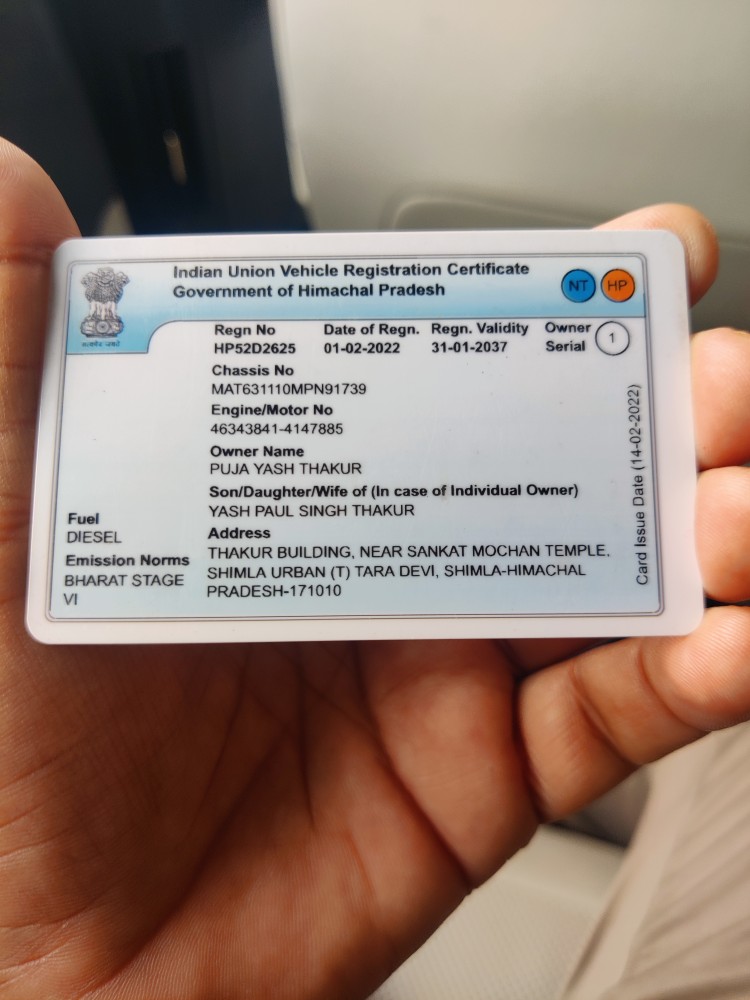 Indian Union Vehicle Registration Certificate
Government of Himachal Pradesh
NT HP
सत्यमेव जयते
Regn No Date of Regn. Regn. Validity Owner Serial 1
HP52D2625 01-02-2022 31-01-2037
Chassis No
MAT631110MPN91739
Engine/Motor No
46343841-4147885
Owner Name
PUJA YASH THAKUR
Son/Daughter/Wife of (In case of Individual Owner)
YASH PAUL SINGH THAKUR
Address
THAKUR BUILDING, NEAR SANKAT MOCHAN TEMPLE,
SHIMLA URBAN (T) TARA DEVI, SHIMLA-HIMACHAL
PRADESH-171010
Fuel
DIESEL
Emission Norms
BHARAT STAGE
VI
Card Issue Date (14-02-2022)